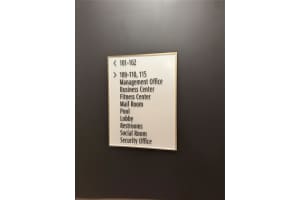 < 101-102
> 109-110, 115
Management Office
Business Center
Fitness Center
Mail Room
Pool
Lobby
Restrooms
Social Room
Security Office